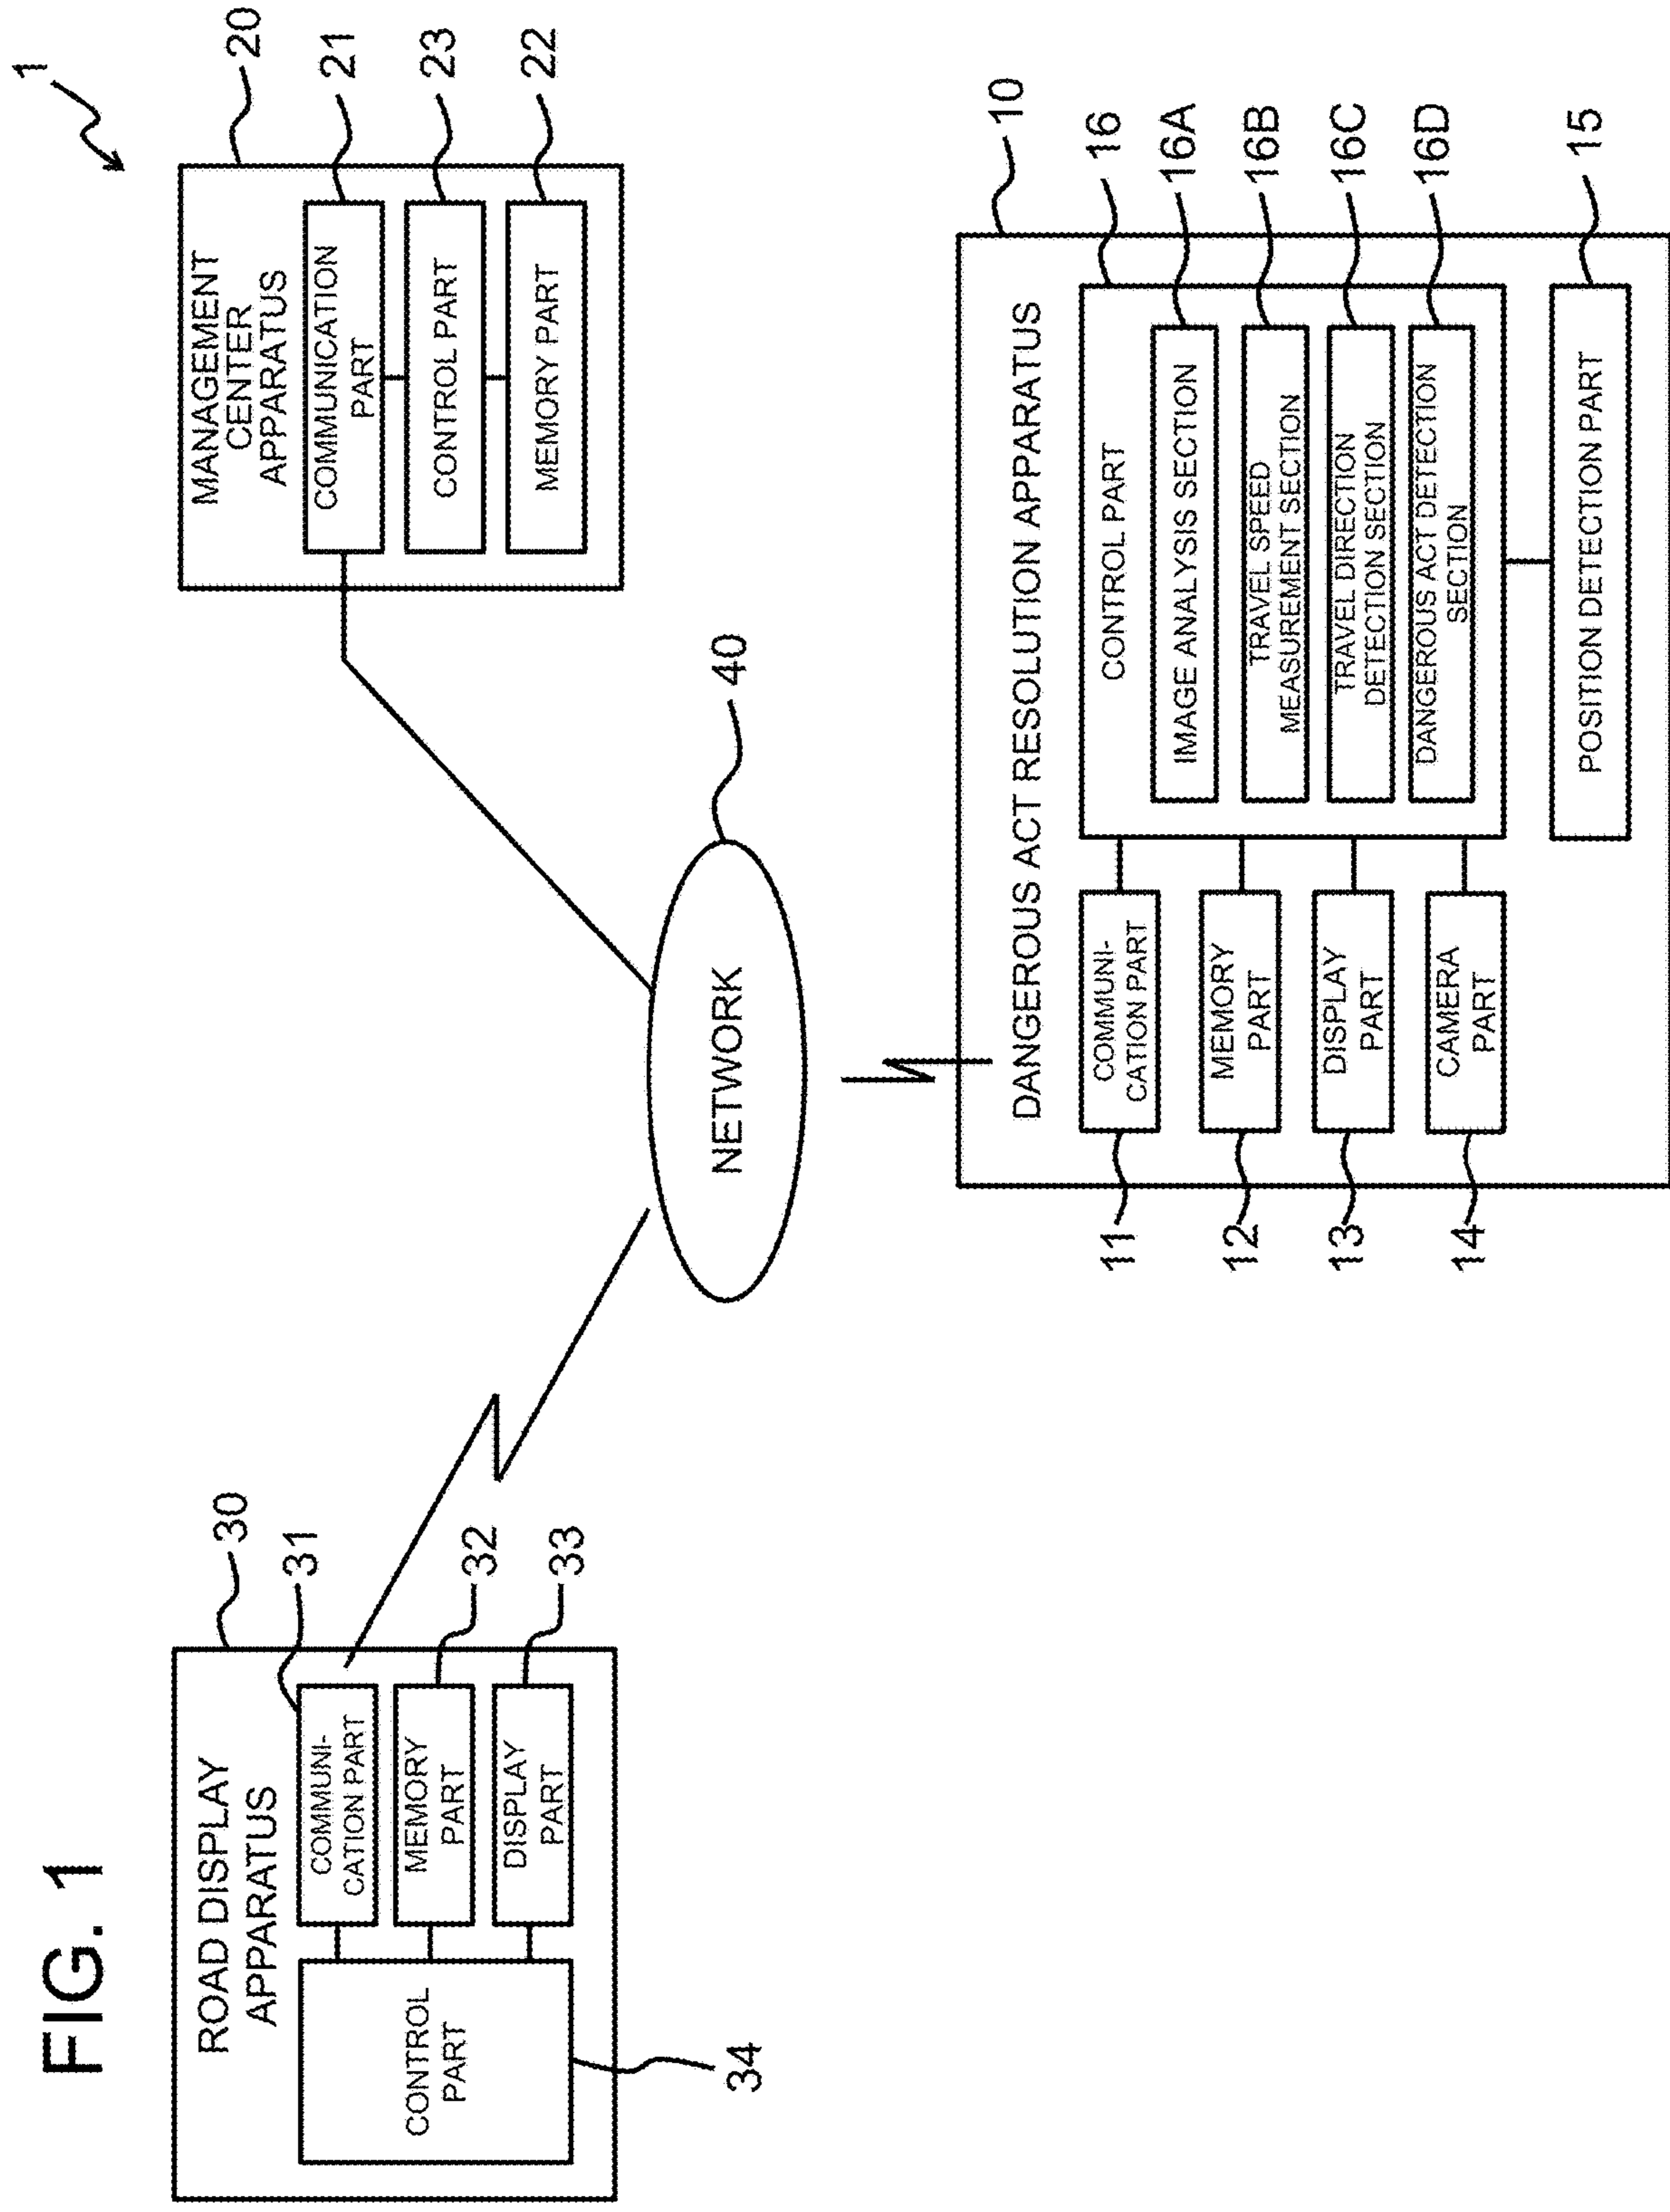 FIG. 1
1
ROAD DISPLAY
APPARATUS
30
CONTROL
PART
34
COMMUNI-
CATION PART
31
MEMORY
PART
32
DISPLAY
PART
33
MANAGEMENT
CENTER
APPARATUS
20
COMMUNICATION
PART
21
CONTROL PART
23
MEMORY PART
22
NETWORK
40
DANGEROUS ACT RESOLUTION APPARATUS
10
COMMUNI-
CATION PART
11
MEMORY
PART
12
DISPLAY
PART
13
CAMERA
PART
14
CONTROL PART
16
IMAGE ANALYSIS SECTION
16A
TRAVEL SPEED
MEASUREMENT SECTION
16B
TRAVEL DIRECTION
DETECTION SECTION
16C
DANGEROUS ACT DETECTION
SECTION
16D
POSITION DETECTION PART
15